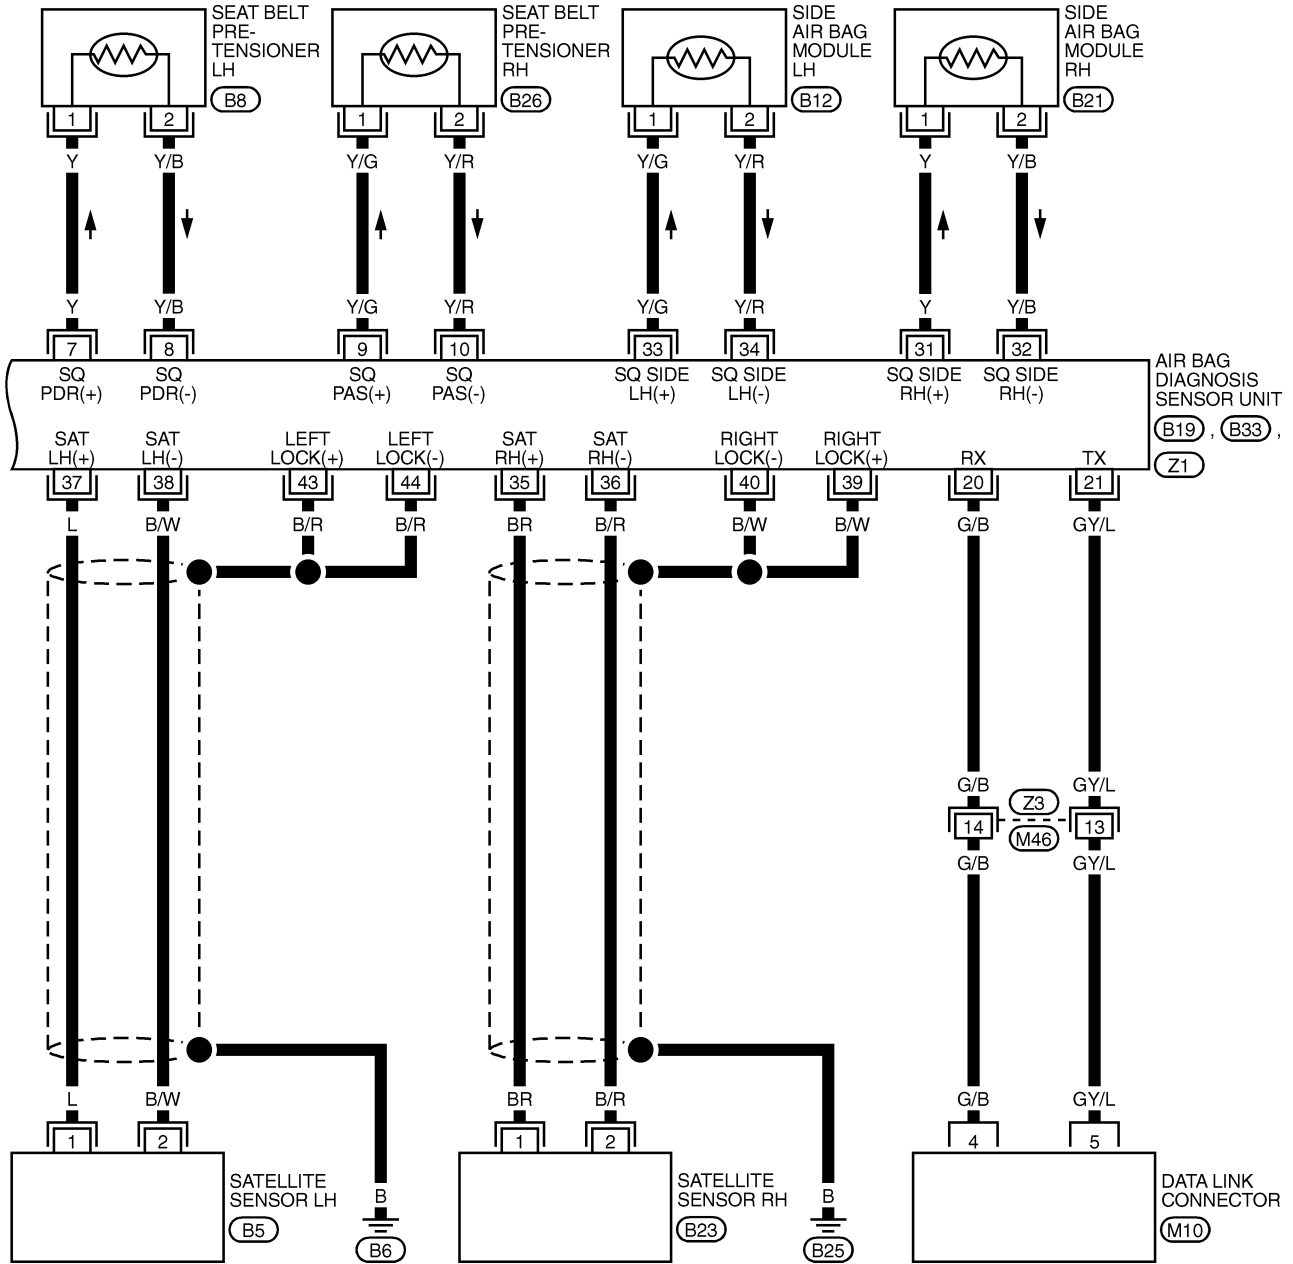 SEAT BELT
PRE-
TENSIONER
LH
B8
SEAT BELT
PRE-
TENSIONER
RH
B26
SIDE
AIR BAG
MODULE
LH
B12
SIDE
AIR BAG
MODULE
RH
B21
1 2 1 2 1 2 1 2
Y Y/B Y/G Y/R Y/G Y/R Y Y/B
Y Y/B Y/G Y/R Y/G Y/R Y Y/B
7 8 9 10 33 34 31 32
SQ PDR(+)
SQ PDR(-)
SQ PAS(+)
SQ PAS(-)
SQ SIDE LH(+)
SQ SIDE LH(-)
SQ SIDE RH(+)
SQ SIDE RH(-)
AIR BAG
DIAGNOSIS
SENSOR UNIT
B19 , B33 ,
Z1
SAT LH(+)
SAT LH(-)
LEFT LOCK(+)
LEFT LOCK(-)
SAT RH(+)
SAT RH(-)
RIGHT LOCK(-)
RIGHT LOCK(+)
RX
TX
37 38 43 44 35 36 40 39 20 21
L B/W B/R B/R BR B/R B/W B/W G/B GY/L
G/B GY/L
14 Z3 13
M46
G/B GY/L
L B/W BR B/R G/B GY/L
1 2 1 2 4 5
SATELLITE
SENSOR LH
B5
B
B6
SATELLITE
SENSOR RH
B23
B
B25
DATA LINK
CONNECTOR
M10